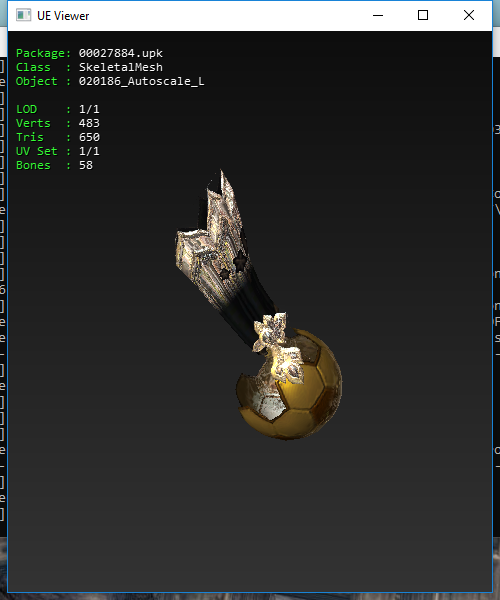 UE Viewer
Package: 00027884.upk
Class  : SkeletalMesh
Object : 020186_Autoscale_L
LOD    : 1/1
Verts  : 483
Tris   : 650
UV Set : 1/1
Bones  : 58